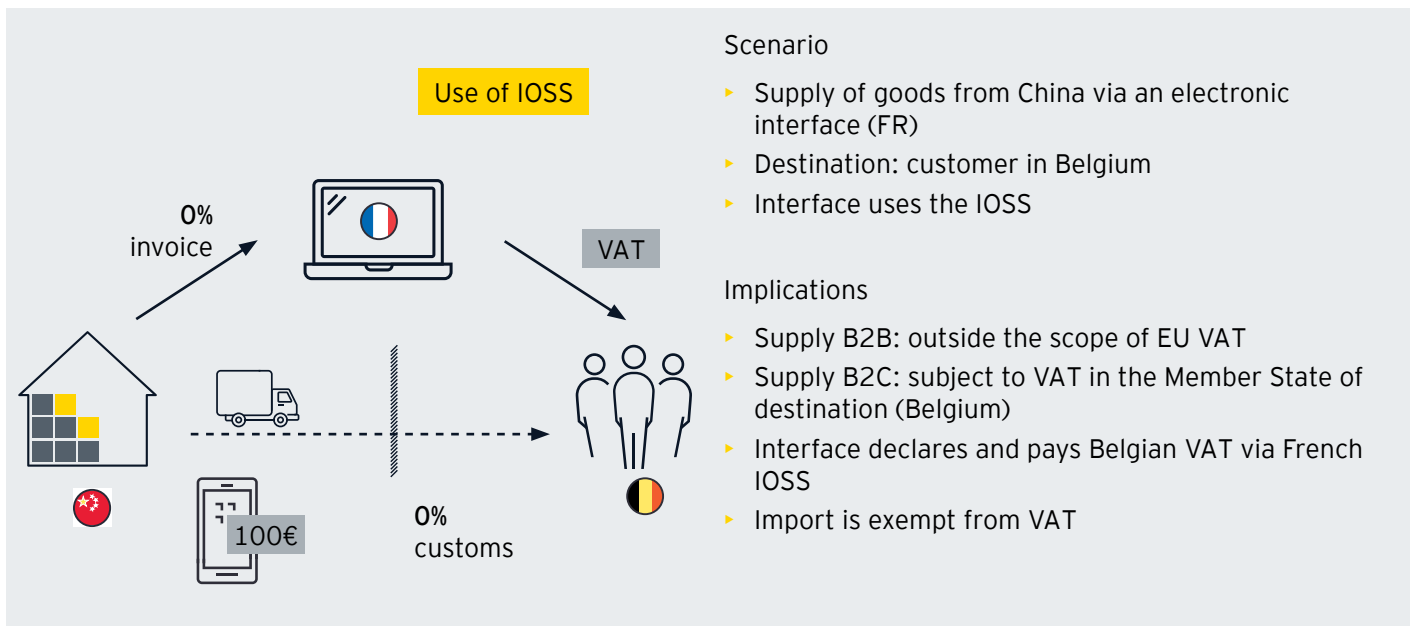 Use of IOSS
0%
invoice
VAT
100€
0%
customs
Scenario
‣ Supply of goods from China via an electronic
interface (FR)
‣ Destination: customer in Belgium
‣ Interface uses the IOSS
Implications
‣ Supply B2B: outside the scope of EU VAT
‣ Supply B2C: subject to VAT in the Member State of
destination (Belgium)
‣ Interface declares and pays Belgian VAT via French
IOSS
‣ Import is exempt from VAT